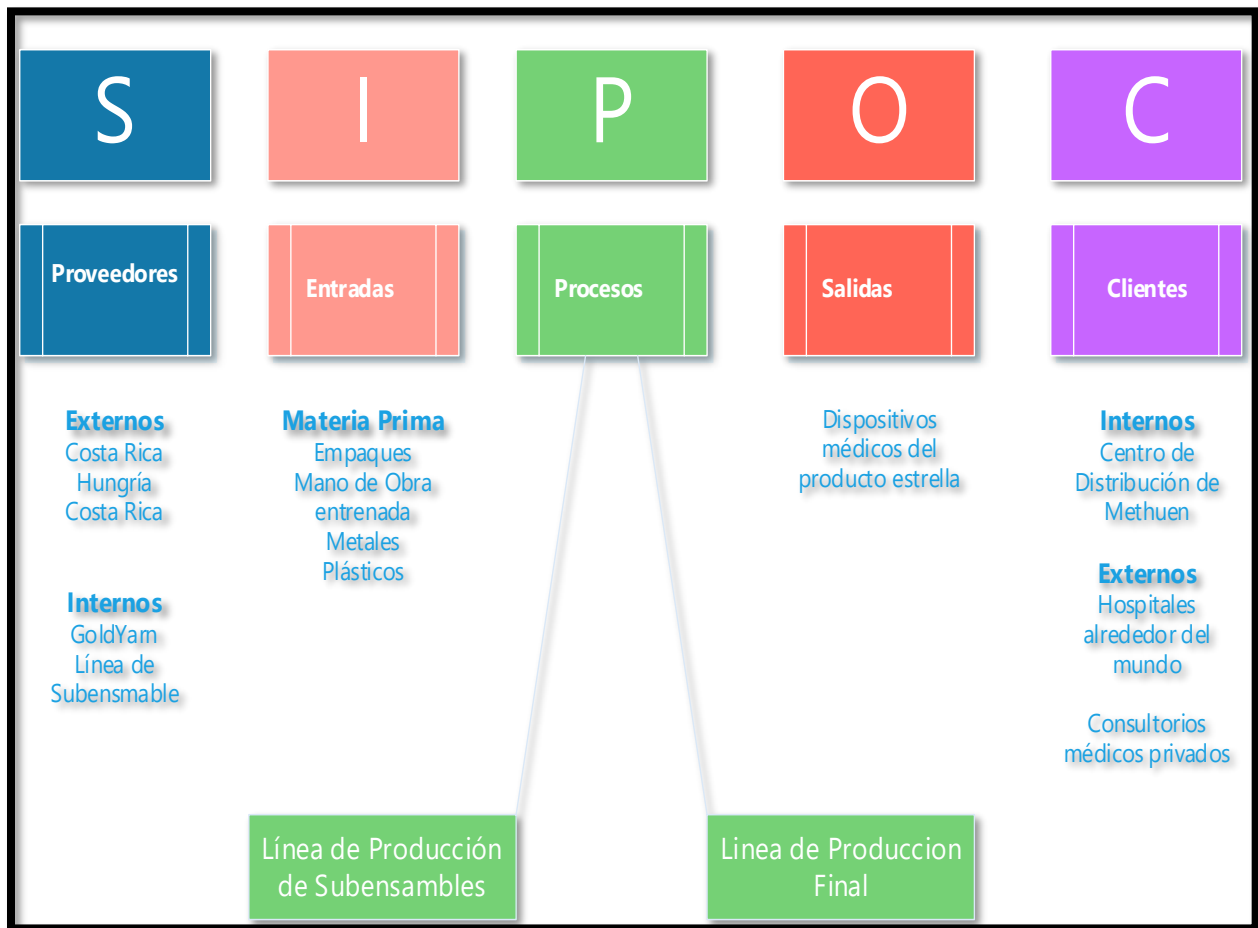 S
I
P
O
C
Proveedores
Entradas
Procesos
Salidas
Clientes
Externos
Costa Rica
Hungría
Costa Rica
Internos
GoldYarn
Línea de
Subensmable
Materia Prima
Empaques
Mano de Obra
entrenada
Metales
Plásticos
Dispositivos
médicos del
producto estrella
Internos
Centro de
Distribución de
Methuen
Externos
Hospitales
alrededor del
mundo
Consultorios
médicos privados
Línea de Producción
de Subensambles
Linea de Produccion
Final